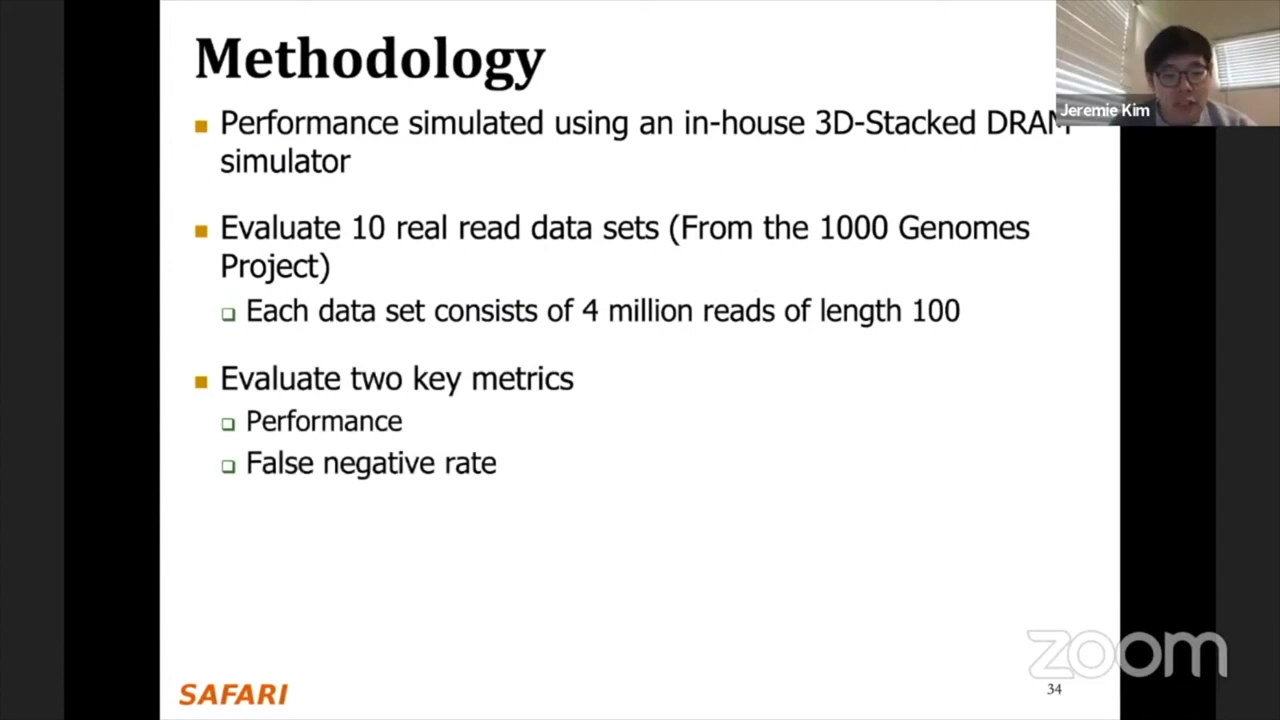 Methodology
Performance simulated using an in-house 3D-Stacked DRAM
simulator
Evaluate 10 real read data sets (From the 1000 Genomes
Project)
Each data set consists of 4 million reads of length 100
Evaluate two key metrics
Performance
False negative rate
SAFARI
34
zoom
Jeremie Kim